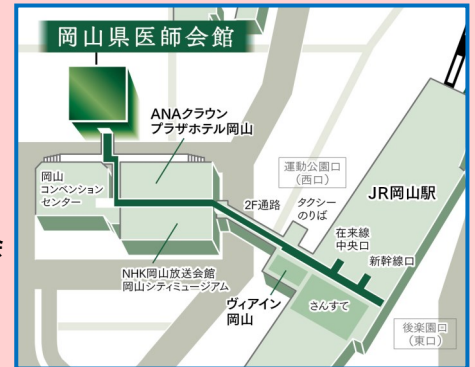 岡山県医師会館
ANAクラウン
プラザホテル岡山
岡山
コンベンション
センター
運動公園口
(西口)
2F通路
タクシー
のりば
JR岡山駅
在来線
中央口
新幹線口
NHK岡山放送会館
岡山シティミュージアム
ヴィアイン
岡山
さんすて
後楽園口
(東口)